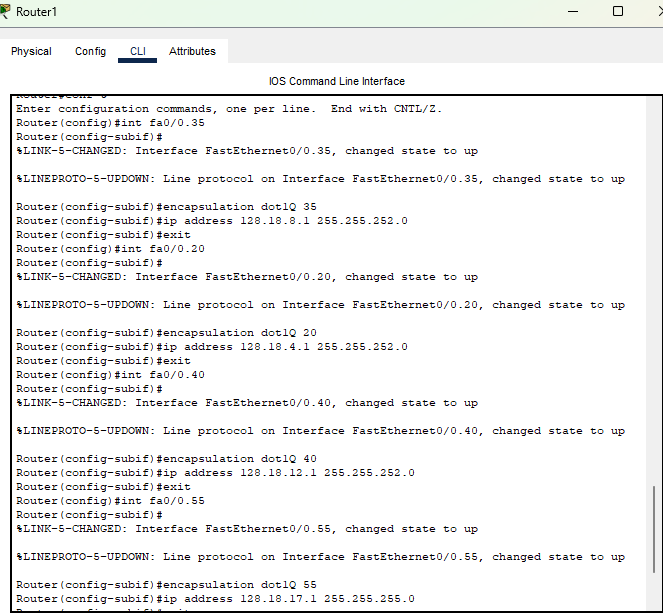 Router1
Physical Config CLI Attributes
IOS Command Line Interface
Enter configuration commands, one per line.  End with CNTL/Z.
Router(config)#int fa0/0.35
Router(config-subif)#
%LINK-5-CHANGED: Interface FastEthernet0/0.35, changed state to up
%LINEPROTO-5-UPDOWN: Line protocol on Interface FastEthernet0/0.35, changed state to up
Router(config-subif)#encapsulation dot1Q 35
Router(config-subif)#ip address 128.18.8.1 255.255.252.0
Router(config-subif)#exit
Router(config)#int fa0/0.20
Router(config-subif)#
%LINK-5-CHANGED: Interface FastEthernet0/0.20, changed state to up
%LINEPROTO-5-UPDOWN: Line protocol on Interface FastEthernet0/0.20, changed state to up
Router(config-subif)#encapsulation dot1Q 20
Router(config-subif)#ip address 128.18.4.1 255.255.252.0
Router(config-subif)#exit
Router(config)#int fa0/0.40
Router(config-subif)#
%LINK-5-CHANGED: Interface FastEthernet0/0.40, changed state to up
%LINEPROTO-5-UPDOWN: Line protocol on Interface FastEthernet0/0.40, changed state to up
Router(config-subif)#encapsulation dot1Q 40
Router(config-subif)#ip address 128.18.12.1 255.255.252.0
Router(config-subif)#exit
Router(config)#int fa0/0.55
Router(config-subif)#
%LINK-5-CHANGED: Interface FastEthernet0/0.55, changed state to up
%LINEPROTO-5-UPDOWN: Line protocol on Interface FastEthernet0/0.55, changed state to up
Router(config-subif)#encapsulation dot1Q 55
Router(config-subif)#ip address 128.18.17.1 255.255.255.0